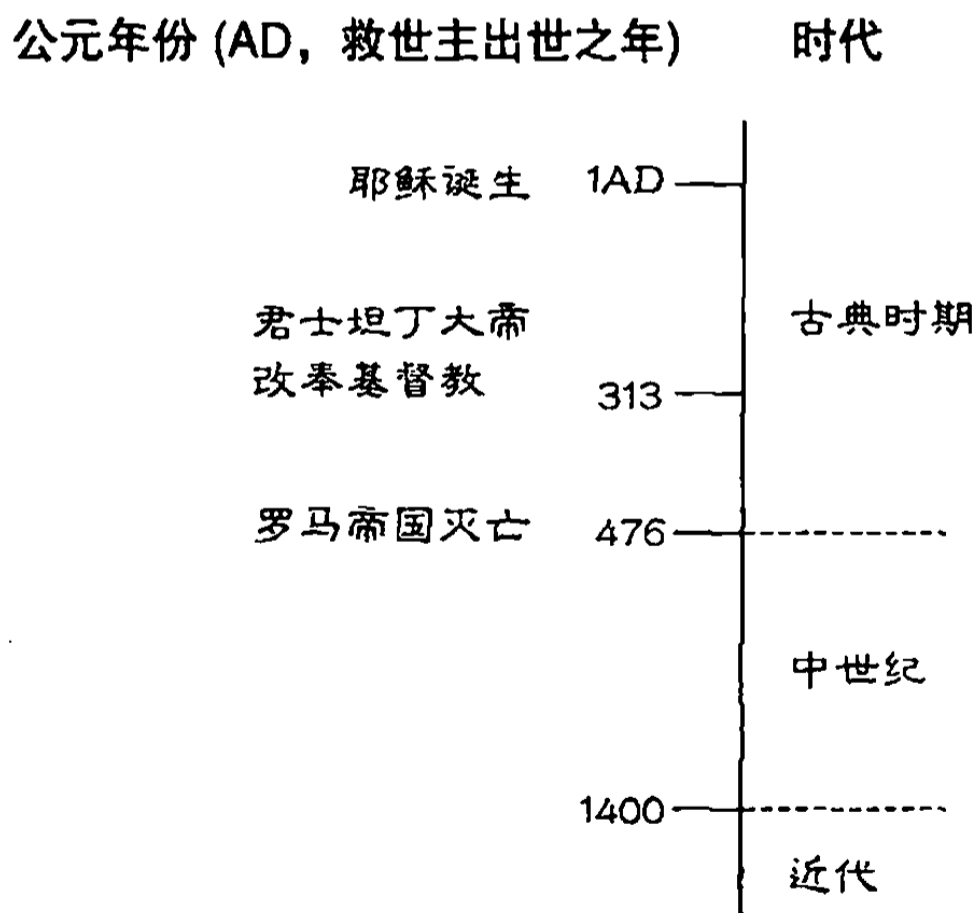 公元年份 (AD，救世主出世之年) 时代
耶稣诞生 1AD
君士坦丁大帝
改奉基督教 313
古典时期
罗马帝国灭亡 476
中世纪
1400
近代